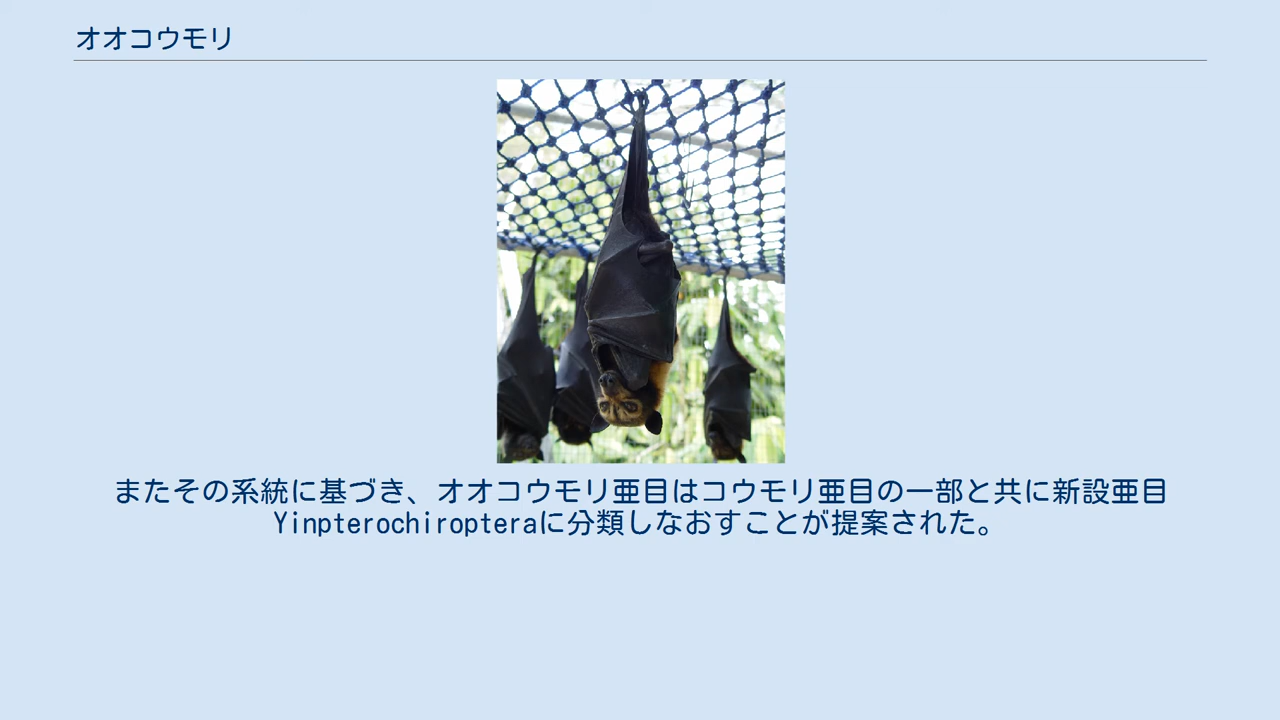 オオコウモリ
またその系統に基づき、オオコウモリ亜目はコウモリ亜目の一部と共に新設亜目
Yinpterochiropteraに分類しなおすことが提案された。